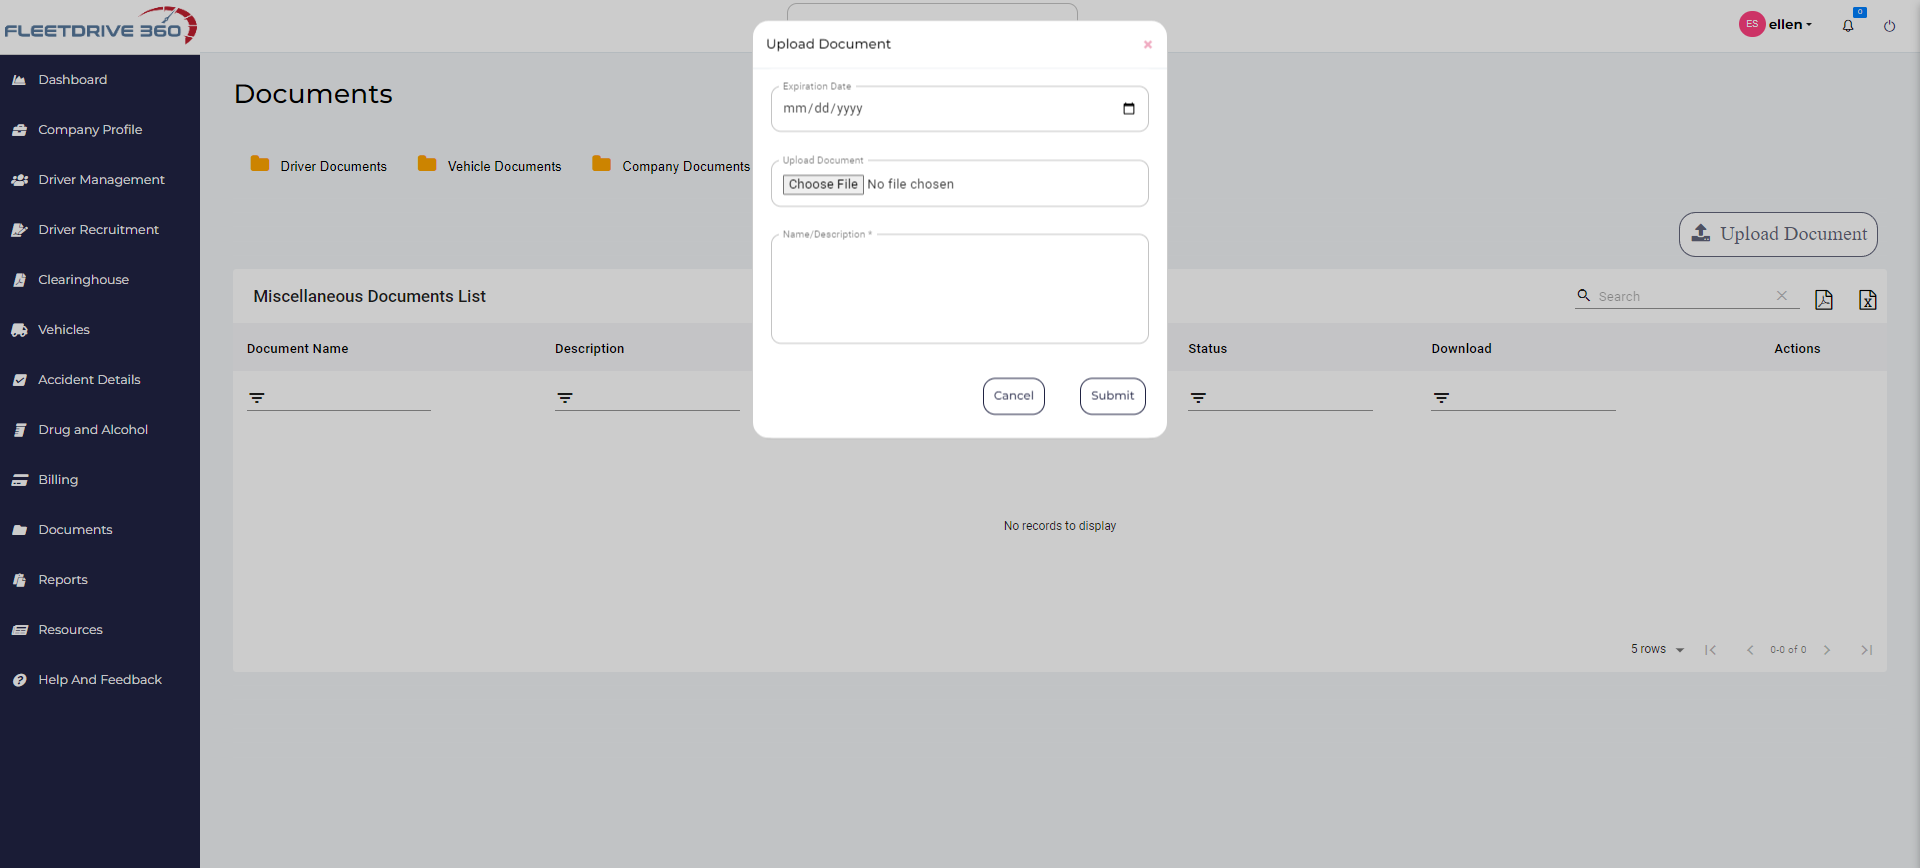 FLEETDRIVE 360
ES ellen
0
Dashboard
Company Profile
Driver Management
Driver Recruitment
Clearinghouse
Vehicles
Accident Details
Drug and Alcohol
Billing
Documents
Reports
Resources
Help And Feedback
Documents
Driver Documents Vehicle Documents Company Documents
Upload Document
Miscellaneous Documents List
Search
Document Name Description Status Download Actions
No records to display
5 rows 0-0 of 0
Upload Document
Expiration Date
mm/dd/yyyy
Upload Document
Choose File No file chosen
Name/Description *
Cancel Submit